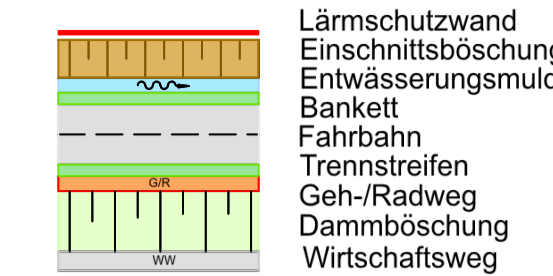 Lärmschutzwand
Einschnittsböschung
Entwässerungsmuld
Bankett
Fahrbahn
Trennstreifen
G/R
Geh-/Radweg
Dammböschung
WW
Wirtschaftsweg